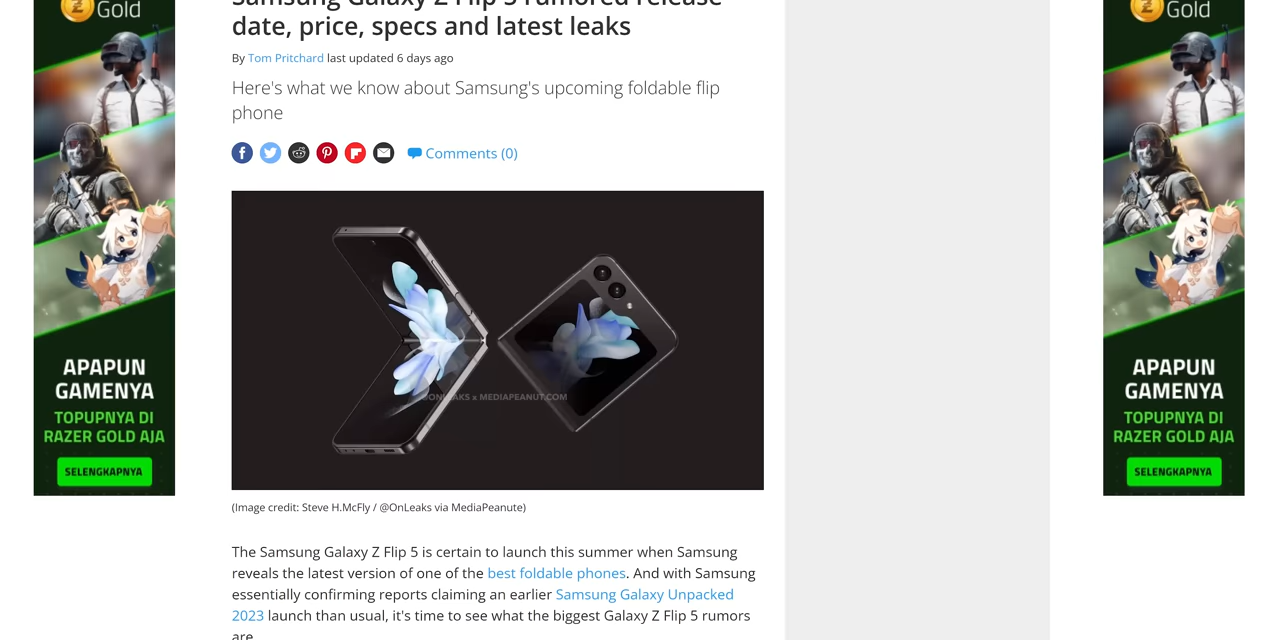 Gold
APAPUN
GAMENYA
TOPUPNYA DI
RAZER GOLD AJA
SELENGKAPNYA
Samsung Galaxy Z Flip 5 rumored release
date, price, specs and latest leaks
By Tom Pritchard last updated 6 days ago
Here's what we know about Samsung's upcoming foldable flip
phone
Comments (0)
@ONLEAKS x MEDIAPEANUT.COM
(Image credit: Steve H.McFly / @OnLeaks via MediaPeanute)
The Samsung Galaxy Z Flip 5 is certain to launch this summer when Samsung
reveals the latest version of one of the best foldable phones. And with Samsung
essentially confirming reports claiming an earlier Samsung Galaxy Unpacked
2023 launch than usual, it's time to see what the biggest Galaxy Z Flip 5 rumors
are.
Gold
APAPUN
GAMENYA
TOPUPNYA DI
RAZER GOLD AJA
SELENGKAPNYA